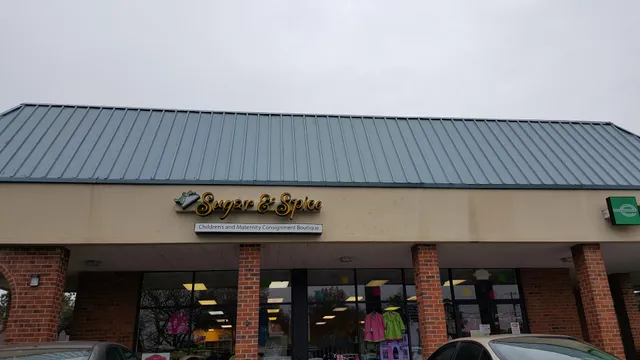 Sugar & Spice
Children's and Maternity Consignment Boutique